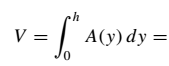 V = ∫₀ʰ A(y) dy =